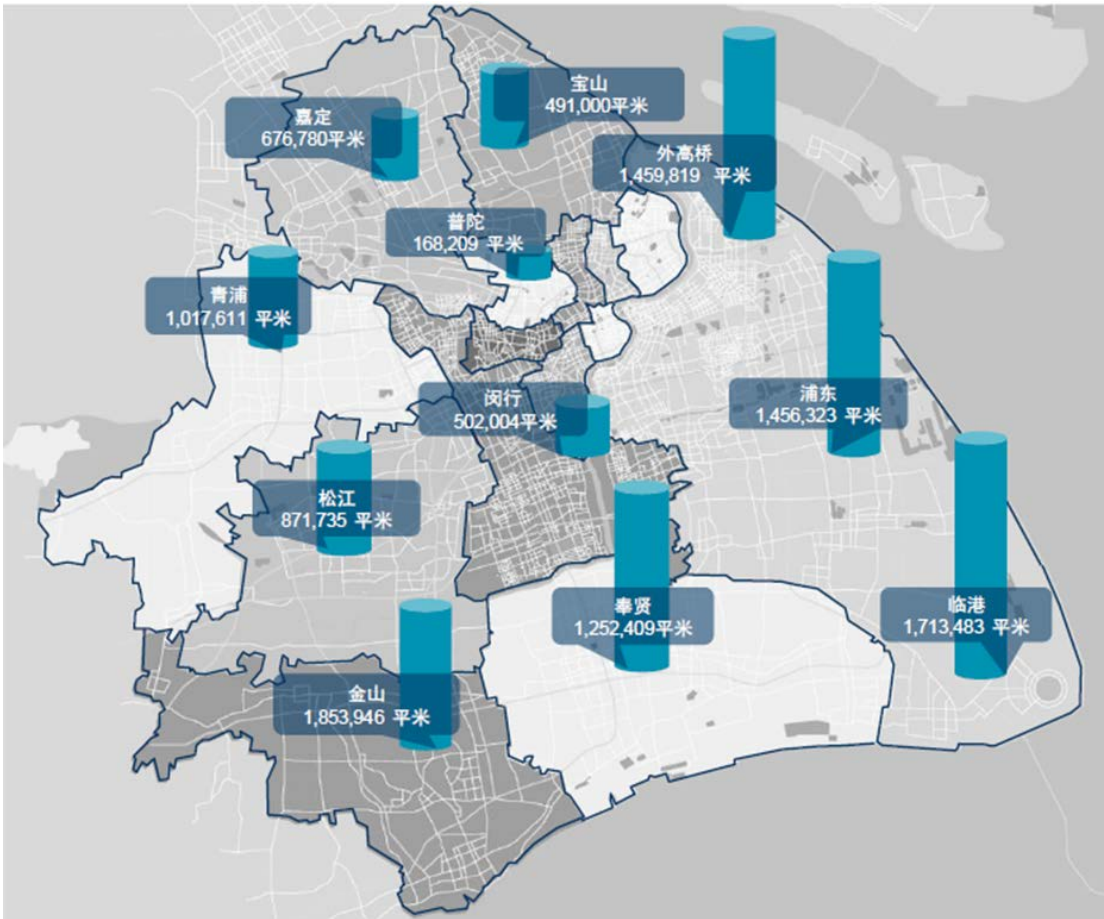 宝山
491,000平米
嘉定
676,780平米
外高桥
1,459,819 平米
普陀
168,209 平米
青浦
1,017,611 平米
闵行
502,004平米
浦东
1,456,323 平米
松江
871,735 平米
奉贤
1,252,409平米
临港
1,713,483 平米
金山
1,853,946 平米